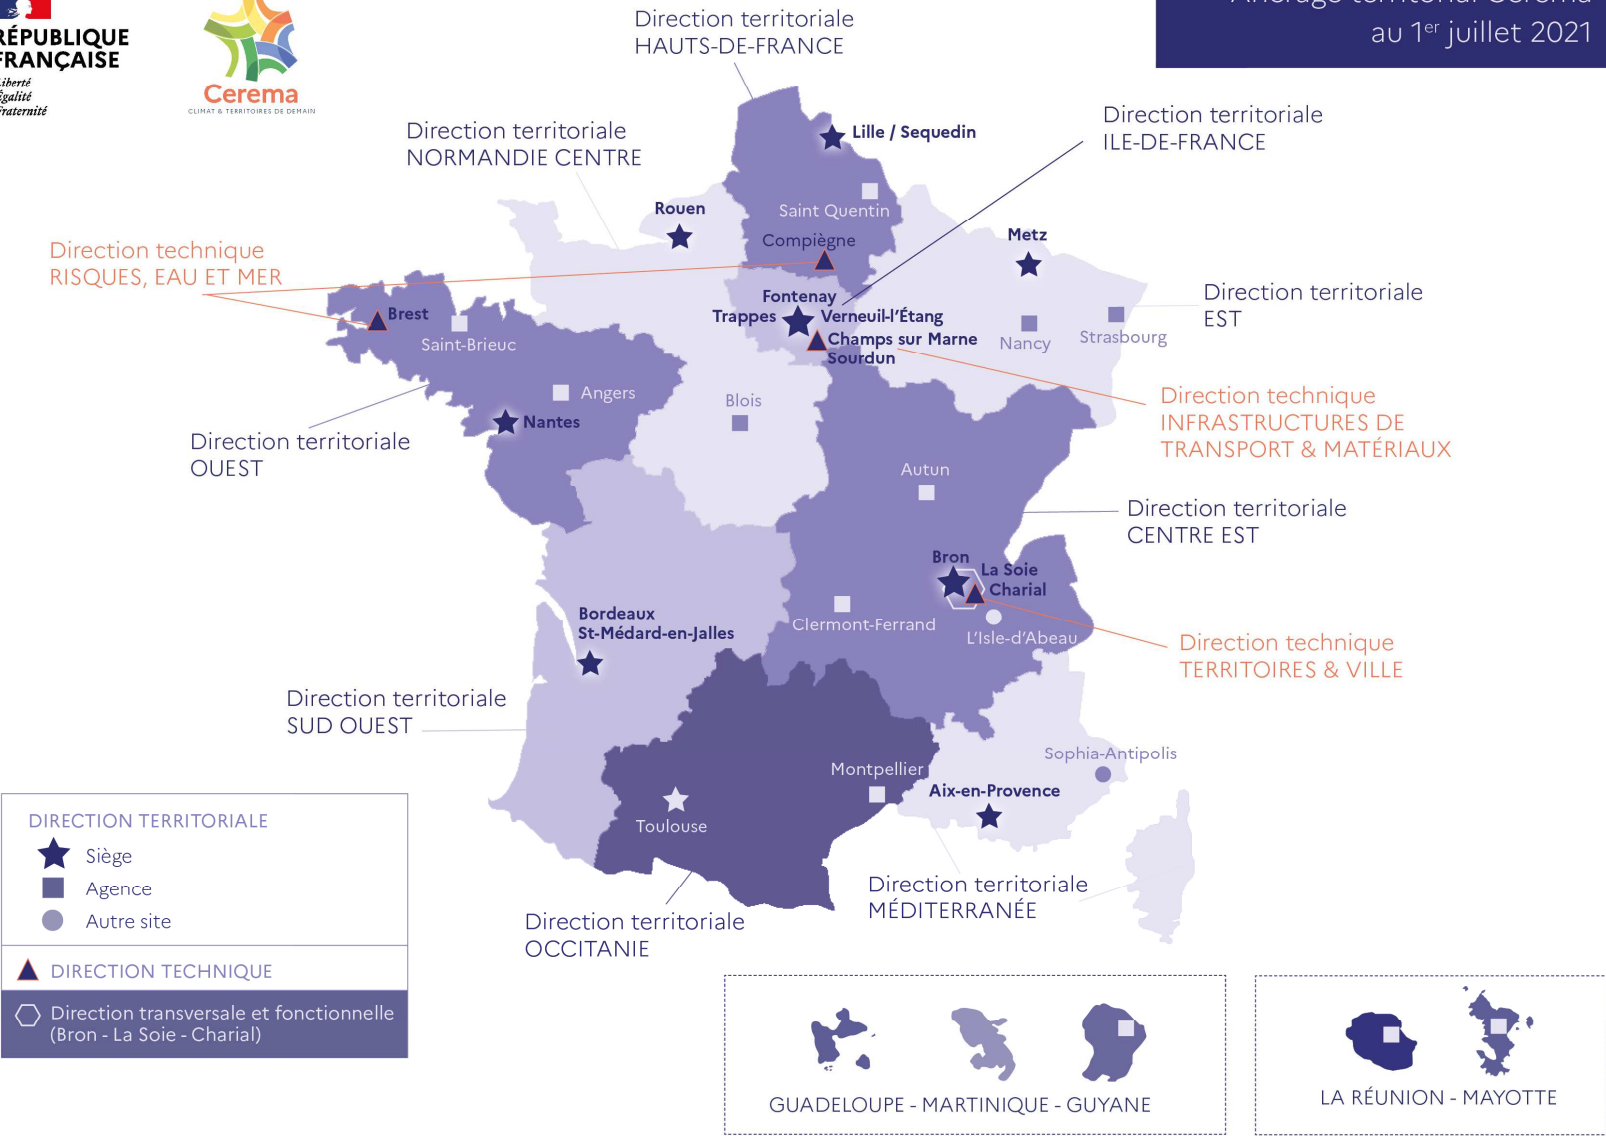 RÉPUBLIQUE
FRANÇAISE
Liberté
Égalité
Fraternité
Cerema
CLIMAT & TERRITOIRES DE DEMAIN
Ancrage territorial Cerema
au 1er juillet 2021
Direction territoriale
HAUTS-DE-FRANCE
Direction territoriale
NORMANDIE CENTRE
Direction territoriale
ILE-DE-FRANCE
Lille / Sequedin
Saint Quentin
Rouen
Compiègne
Metz
Direction technique
RISQUES, EAU ET MER
Direction territoriale
EST
Fontenay
Trappes
Verneuil-l'Étang
Champs sur Marne
Sourdun
Brest
Saint-Brieuc
Nancy
Strasbourg
Angers
Blois
Nantes
Direction technique
INFRASTRUCTURES DE
TRANSPORT & MATÉRIAUX
Direction territoriale
OUEST
Autun
Direction territoriale
CENTRE EST
Bron
La Soie
Charial
Clermont-Ferrand
L'Isle-d'Abeau
Bordeaux
St-Médard-en-Jalles
Direction technique
TERRITOIRES & VILLE
Direction territoriale
SUD OUEST
Sophia-Antipolis
Montpellier
Aix-en-Provence
Toulouse
Direction territoriale
MÉDITERRANÉE
Direction territoriale
OCCITANIE
DIRECTION TERRITORIALE
Siège
Agence
Autre site
DIRECTION TECHNIQUE
Direction transversale et fonctionnelle
(Bron - La Soie - Charial)
GUADELOUPE - MARTINIQUE - GUYANE
LA RÉUNION - MAYOTTE